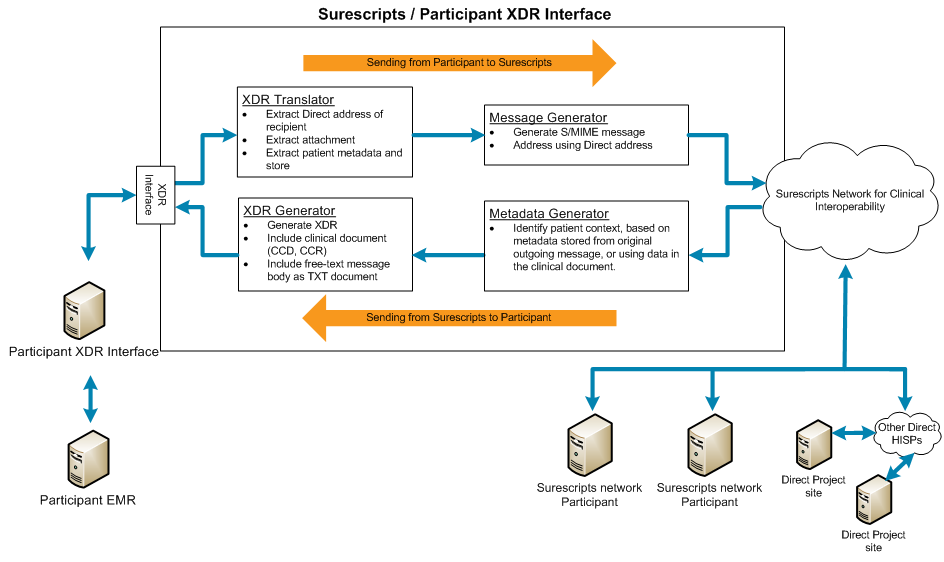 Surescripts / Participant XDR Interface
Sending from Participant to Surescripts
XDR Translator
• Extract Direct address of
recipient
• Extract attachment
• Extract patient metadata and
store
Message Generator
• Generate S/MIME message
• Address using Direct address
XDR
Interface
Surescripts Network for Clinical
Interoperability
XDR Generator
• Generate XDR
• Include clinical document
(CCD, CCR)
• Include free-text message
body as TXT document
Metadata Generator
• Identify patient context, based on
metadata stored from original
outgoing message, or using data in
the clinical document.
Sending from Surescripts to Participant
Participant XDR Interface
Participant EMR
Surescripts network
Participant
Surescripts network
Participant
Other Direct
HISPs
Direct Project
site
Direct Project
site